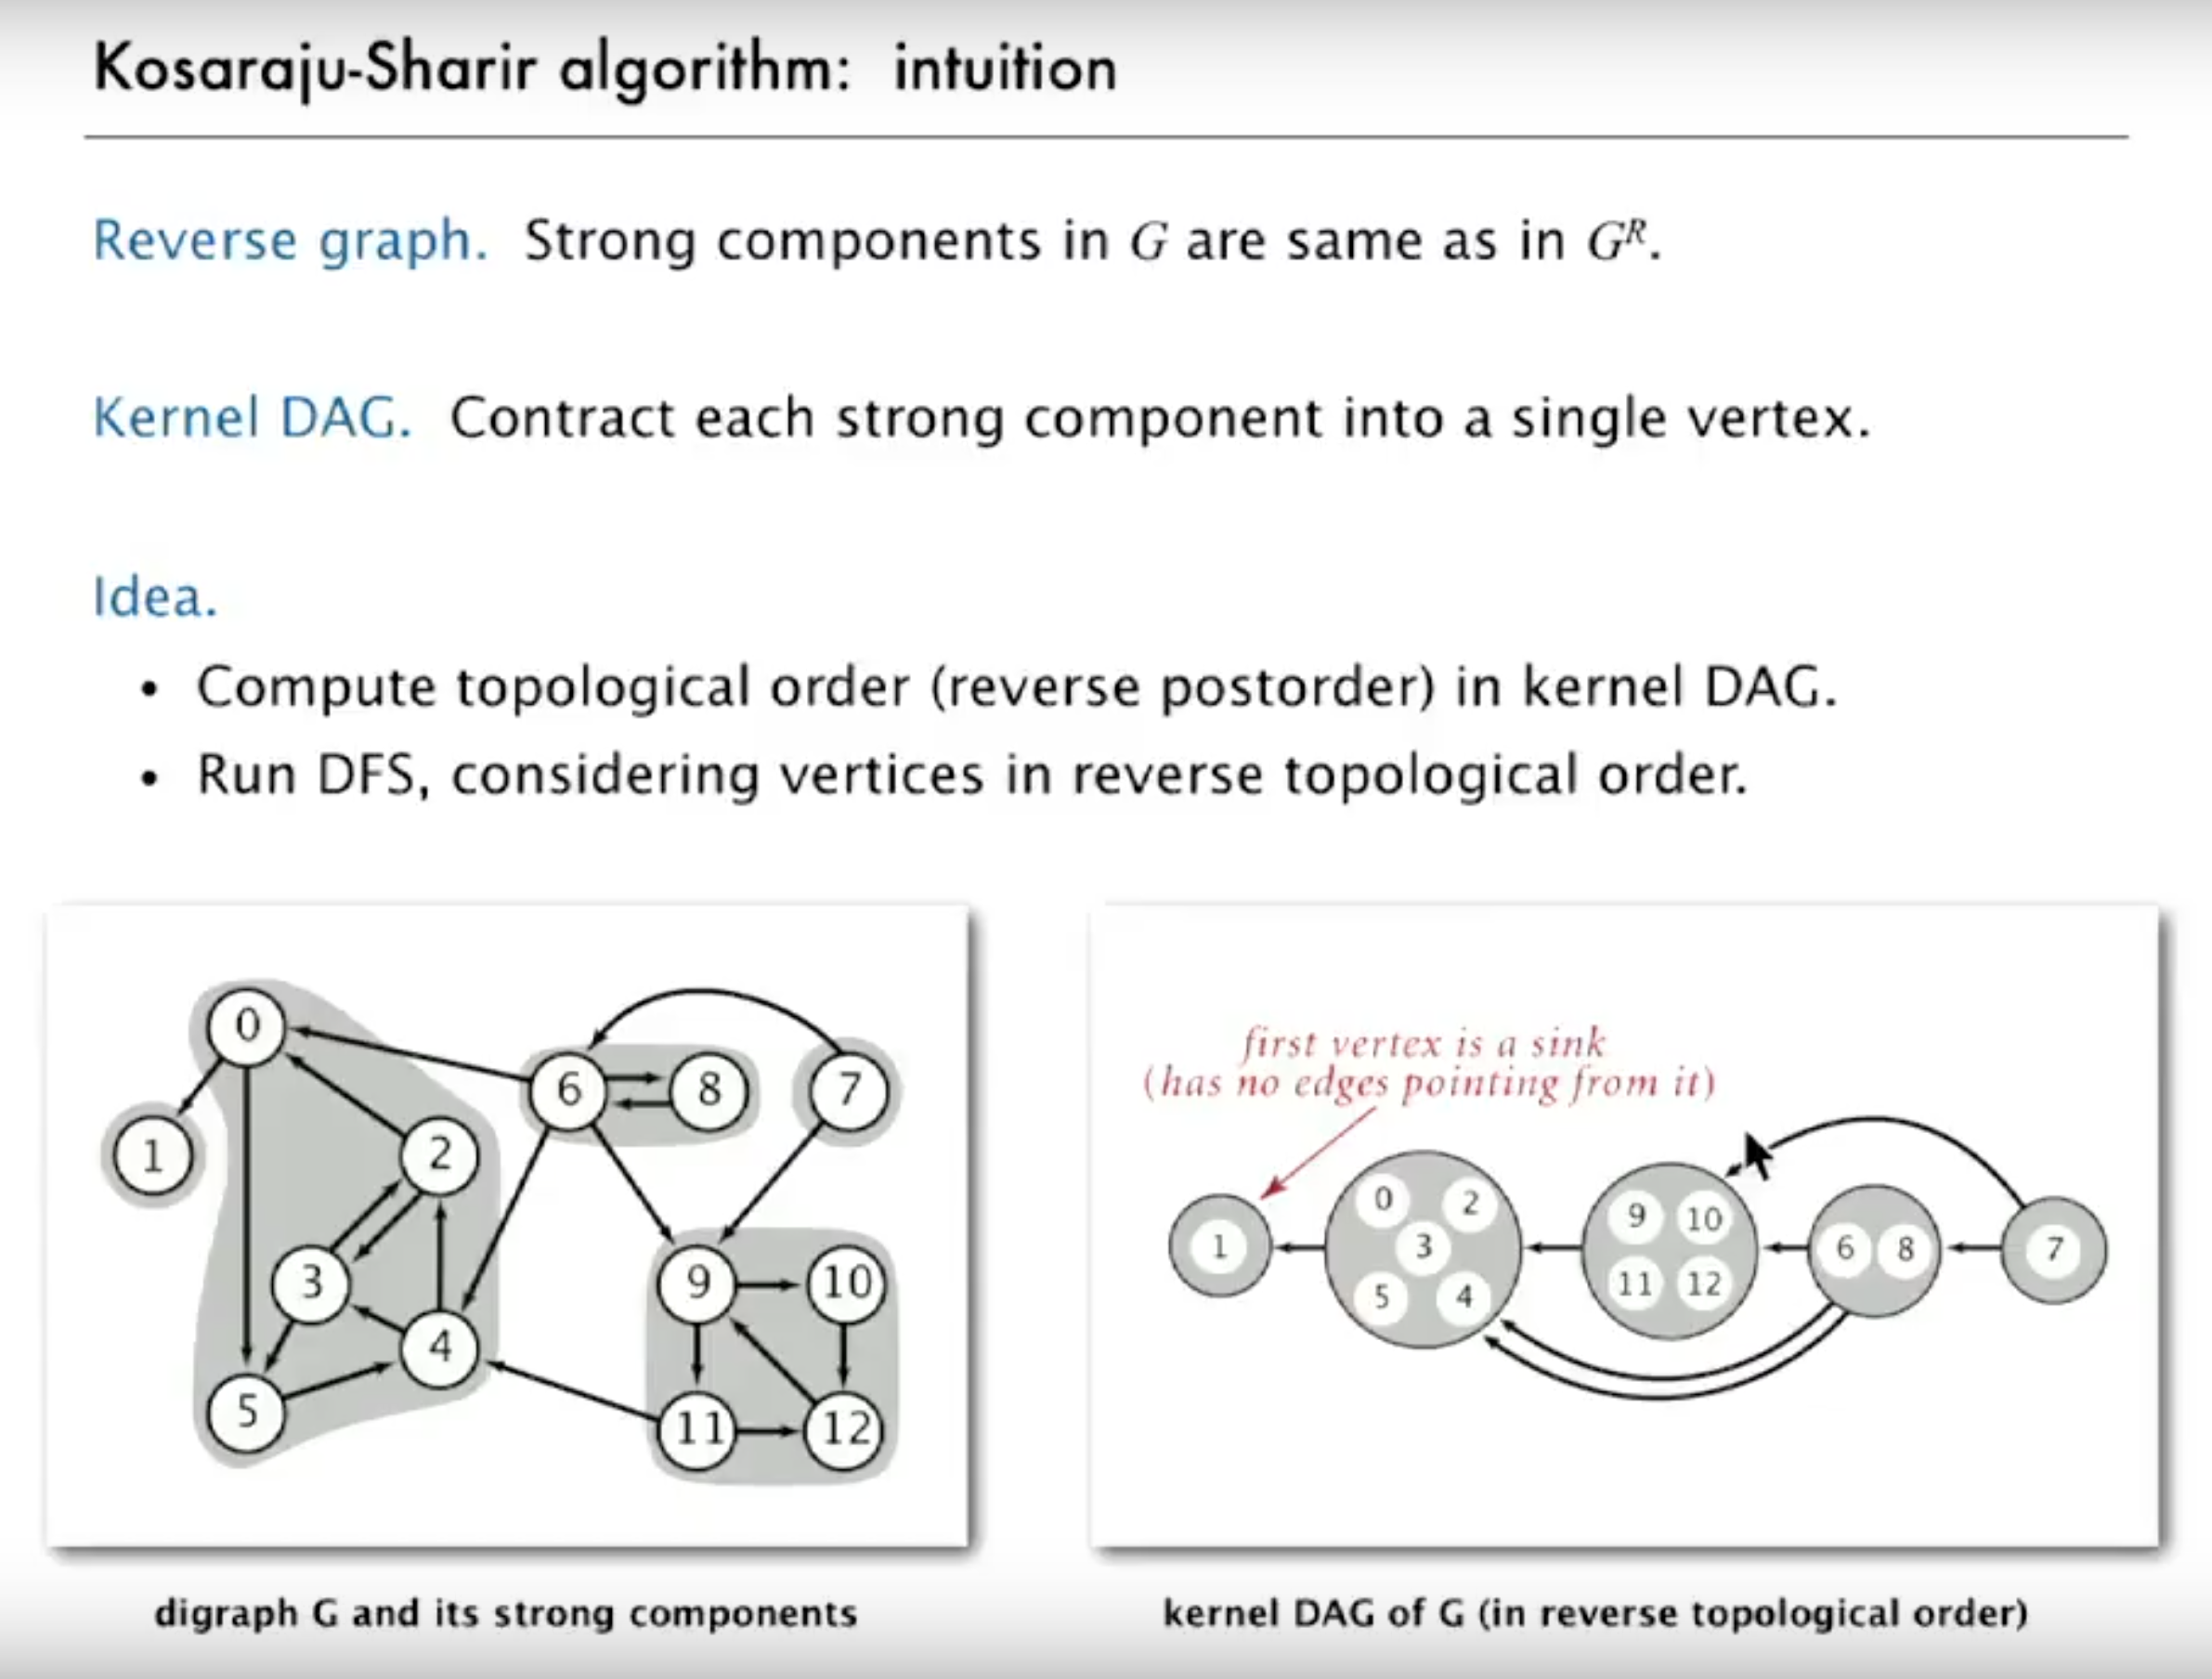 Kosaraju-Sharir algorithm: intuition
Reverse graph. Strong components in G are same as in Gᴿ.
Kernel DAG. Contract each strong component into a single vertex.
Idea.
• Compute topological order (reverse postorder) in kernel DAG.
• Run DFS, considering vertices in reverse topological order.
0
6
8
7
1
2
3
9
10
4
5
11
12
digraph G and its strong components
first vertex is a sink
(has no edges pointing from it)
1
0 2
3
5 4
9 10
11 12
6 8
7
kernel DAG of G (in reverse topological order)